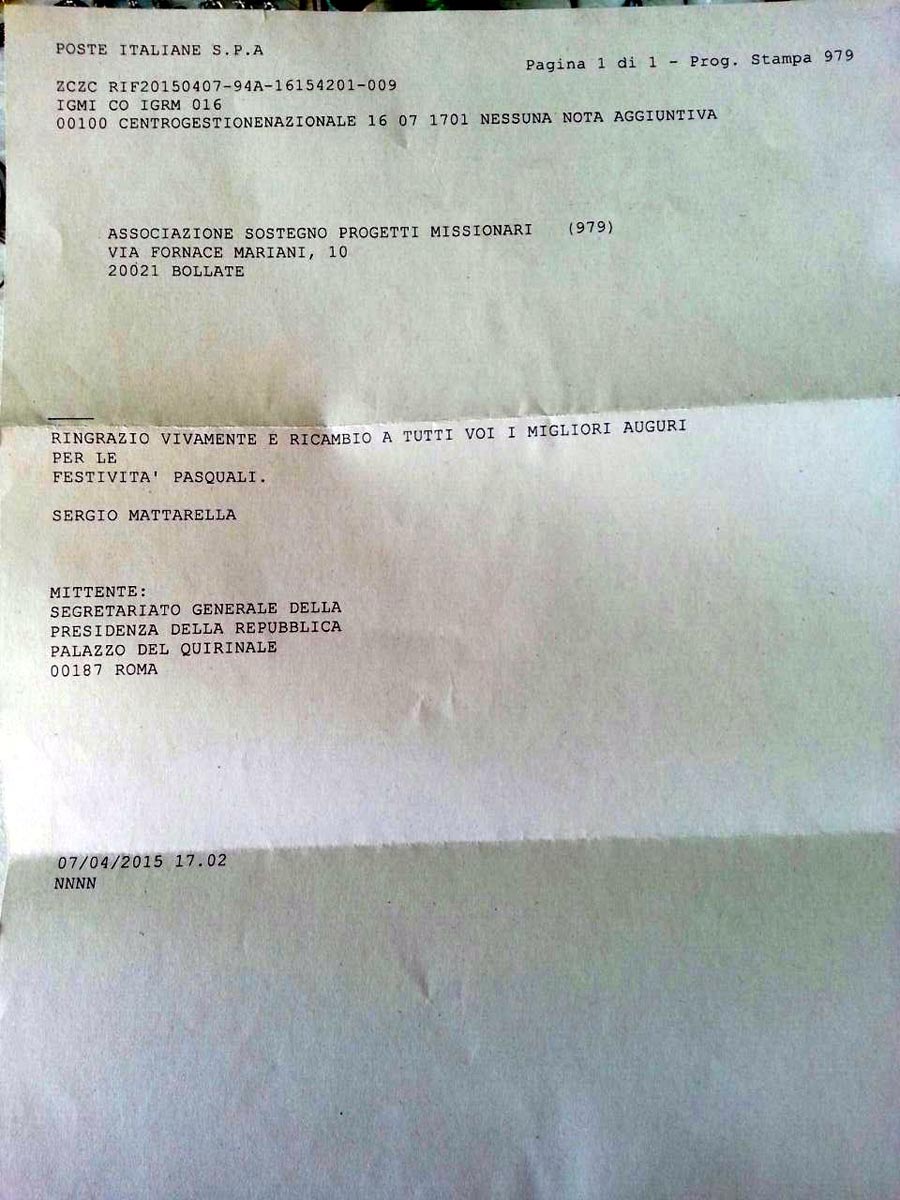 POSTE ITALIANE S.P.A
Pagina 1 di 1 - Prog. Stampa 979
ZCZC RIF20150407-94A-16154201-009
IGMI CO IGRM 016
00100 CENTROGESTIONENAZIONALE 16 07 1701 NESSUNA NOTA AGGIUNTIVA
ASSOCIAZIONE SOSTEGNO PROGETTI MISSIONARI (979)
VIA FORNACE MARIANI, 10
20021 BOLLATE
RINGRAZIO VIVAMENTE E RICAMBIO A TUTTI VOI I MIGLIORI AUGURI
PER LE
FESTIVITA' PASQUALI.
SERGIO MATTARELLA
MITTENTE:
SEGRETARIATO GENERALE DELLA
PRESIDENZA DELLA REPUBBLICA
PALAZZO DEL QUIRINALE
00187 ROMA
07/04/2015 17.02
NNNN